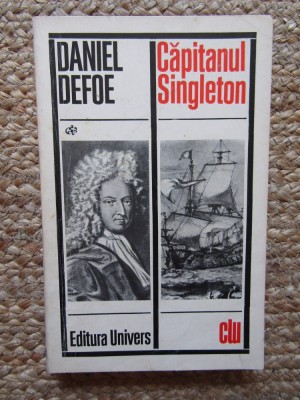 DANIEL
DEFOE
Căpitanul
Singleton
Editura Univers
clu